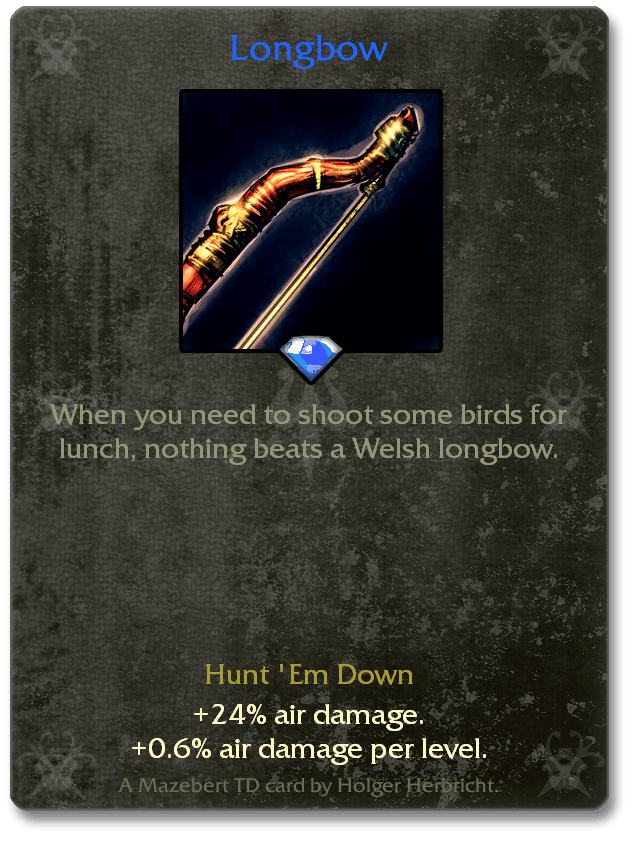 Longbow
When you need to shoot some birds for
lunch, nothing beats a Welsh longbow.
Hunt 'Em Down
+24% air damage.
+0.6% air damage per level.
A Mazebert TD card by Holger Herbricht.